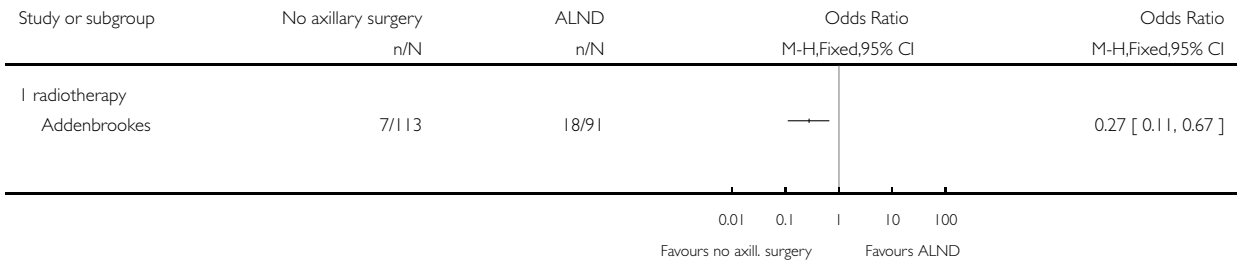 Study or subgroup No axillary surgery ALND Odds Ratio Odds Ratio
n/N n/N M-H,Fixed,95% CI M-H,Fixed,95% CI
1 radiotherapy
Addenbrookes 7/113 18/91 0.27 [ 0.11, 0.67 ]
0.01 0.1 1 10 100
Favours no axill. surgery Favours ALND